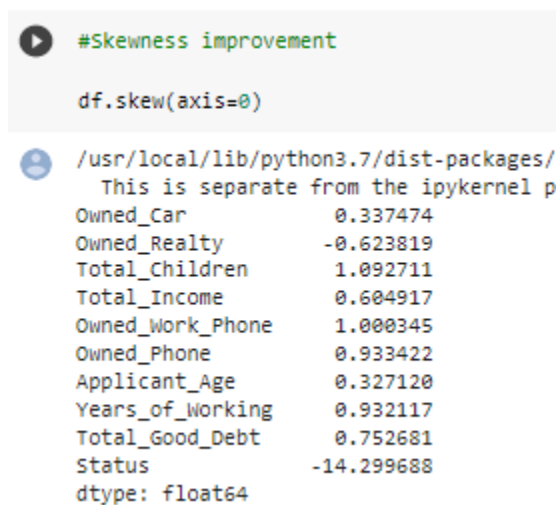 #Skewness improvement
df.skew(axis=0)
/usr/local/lib/python3.7/dist-packages/
This is separate from the ipykernel p
Owned_Car 0.337474
Owned_Realty -0.623819
Total_Children 1.092711
Total_Income 0.604917
Owned_Work_Phone 1.000345
Owned_Phone 0.933422
Applicant_Age 0.327120
Years_of_Working 0.932117
Total_Good_Debt 0.752681
Status -14.299688
dtype: float64